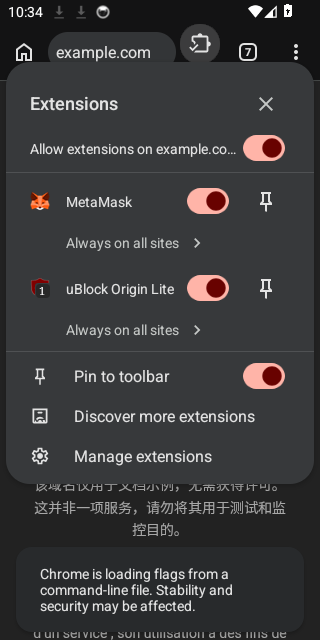 10:34
example.com
7
Extensions
Allow extensions on example.co...
MetaMask
Always on all sites
1
uBlock Origin Lite
Always on all sites
Pin to toolbar
Discover more extensions
Manage extensions
该域名仅用于文档示例，无需获得许可。
这并非一项服务，请勿将其用于测试和监
控目的。
Chrome is loading flags from a
command-line file. Stability and
security may be affected.
d'un service ; son utilisation à des fins de